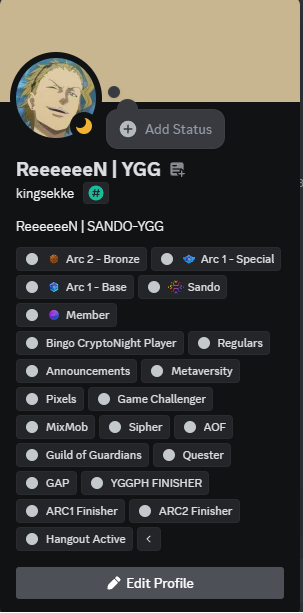 Add Status
ReeeeeN | YGG
kingsekke #
ReeeeeN | SANDO-YGG
Arc 2 - Bronze Arc 1 - Special
Arc 1 - Base Sando
Member
Bingo CryptoNight Player Regulars
Announcements Metaversity
Pixels Game Challenger
MixMob Sipher AOF
Guild of Guardians Quester
GAP YGGPH FINISHER
ARC1 Finisher ARC2 Finisher
Hangout Active
Edit Profile